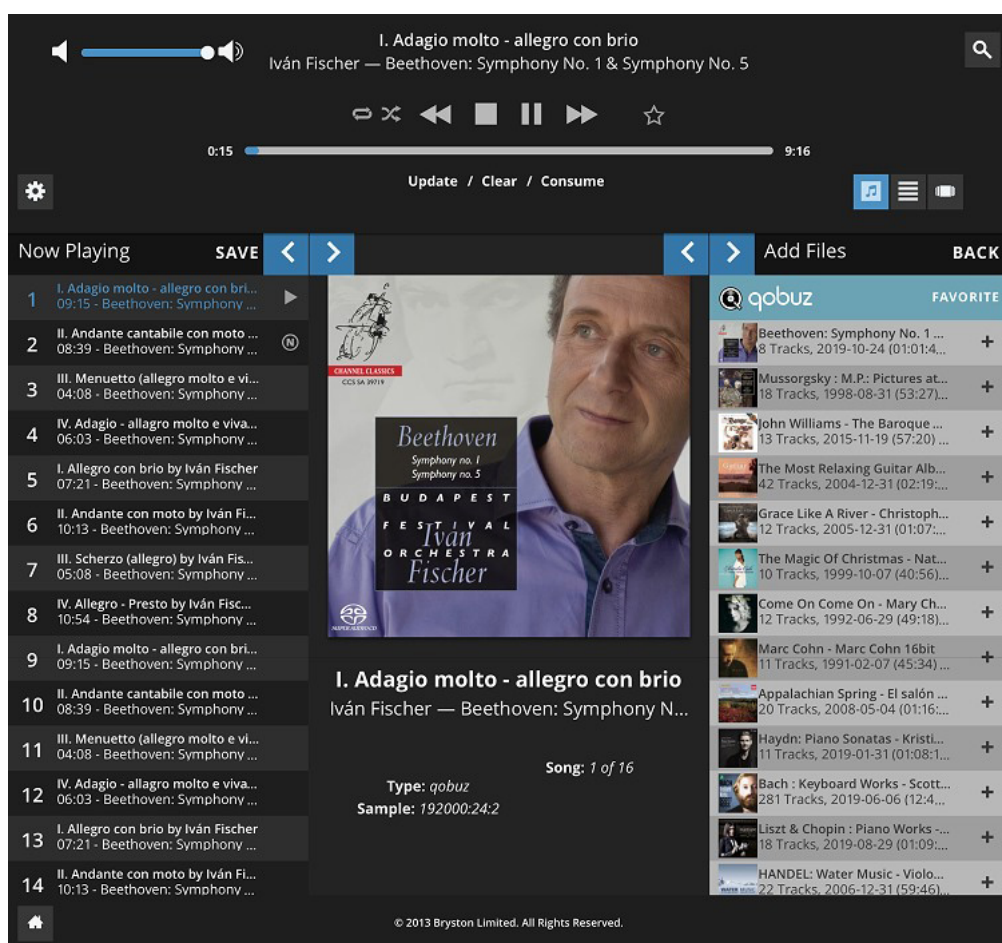 I. Adagio molto - allegro con brio
Iván Fischer — Beethoven: Symphony No. 1 & Symphony No. 5
0:15
9:16
Update / Clear / Consume
Now Playing
SAVE
1
I. Adagio molto - allegro con bri...
09:15 - Beethoven: Symphony ...
2
II. Andante cantabile con moto ...
08:39 - Beethoven: Symphony ...
N
3
III. Menuetto (allegro molto e vi...
04:08 - Beethoven: Symphony ...
4
IV. Adagio - allagro molto e viva...
06:03 - Beethoven: Symphony ...
5
I. Allegro con brio by Iván Fischer
07:21 - Beethoven: Symphony ...
6
II. Andante con moto by Iván Fi...
10:13 - Beethoven: Symphony ...
7
III. Scherzo (allegro) by Iván Fis...
05:08 - Beethoven: Symphony ...
8
IV. Allegro - Presto by Iván Fisc...
10:54 - Beethoven: Symphony ...
9
I. Adagio molto - allegro con bri...
09:15 - Beethoven: Symphony ...
10
II. Andante cantabile con moto ...
08:39 - Beethoven: Symphony ...
11
III. Menuetto (allegro molto e vi...
04:08 - Beethoven: Symphony ...
12
IV. Adagio - allagro molto e viva...
06:03 - Beethoven: Symphony ...
13
I. Allegro con brio by Iván Fischer
07:21 - Beethoven: Symphony ...
14
II. Andante con moto by Iván Fi...
10:13 - Beethoven: Symphony ...
CHANNEL CLASSICS
CCS SA 39719
Beethoven
Symphony no. 1
Symphony no. 5
BUDAPEST
FESTIVAL
Iván
ORCHESTRA
Fischer
SUPER AUDIO CD
I. Adagio molto - allegro con brio
Iván Fischer — Beethoven: Symphony N...
Song: 1 of 16
Type: qobuz
Sample: 192000:24:2
Add Files
BACK
qobuz
FAVORITE
Beethoven: Symphony No. 1 ...
8 Tracks, 2019-10-24 (01:01:4...
Mussorgsky : M.P.: Pictures at...
18 Tracks, 1998-08-31 (53:27)...
John Williams - The Baroque ...
13 Tracks, 2015-11-19 (57:20) ...
The Most Relaxing Guitar Alb...
42 Tracks, 2004-12-31 (02:19:...
Grace Like A River - Christoph...
12 Tracks, 2005-12-31 (01:07:...
The Magic Of Christmas - Nat...
10 Tracks, 1999-10-07 (40:56)...
Come On Come On - Mary Ch...
12 Tracks, 1992-06-29 (49:18)...
Marc Cohn - Marc Cohn 16bit
11 Tracks, 1991-02-07 (45:34) ...
Appalachian Spring - El salón ...
20 Tracks, 2008-05-04 (01:16:...
Haydn: Piano Sonatas - Kristi...
11 Tracks, 2019-01-31 (01:08:1...
Bach : Keyboard Works - Scott...
281 Tracks, 2019-06-06 (12:4...
Liszt & Chopin : Piano Works -...
18 Tracks, 2019-08-29 (01:09:...
HANDEL: Water Music - Violo...
22 Tracks, 2006-12-31 (59:46)...
© 2013 Bryston Limited. All Rights Reserved.